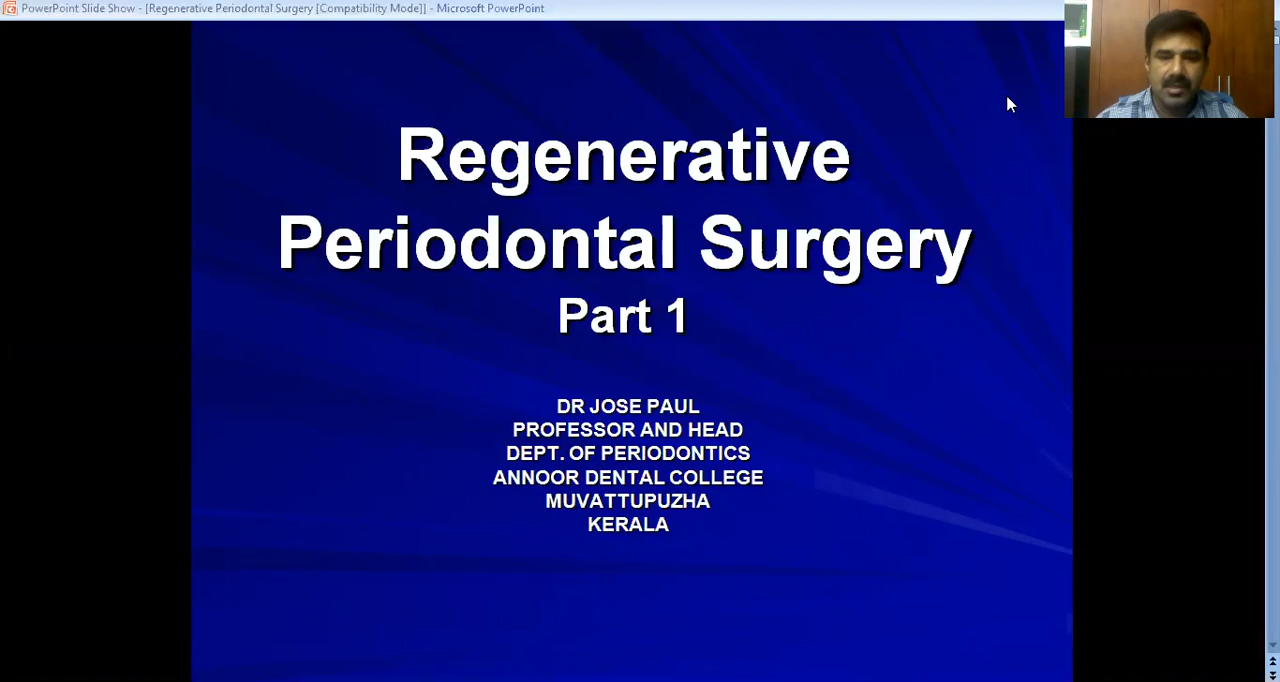 PowerPoint Slide Show - [Regenerative Periodontal Surgery [Compatibility Mode]] - Microsoft PowerPoint
Regenerative
Periodontal Surgery
Part 1
DR JOSE PAUL
PROFESSOR AND HEAD
DEPT. OF PERIODONTICS
ANNOOR DENTAL COLLEGE
MUVATTUPUZHA
KERALA